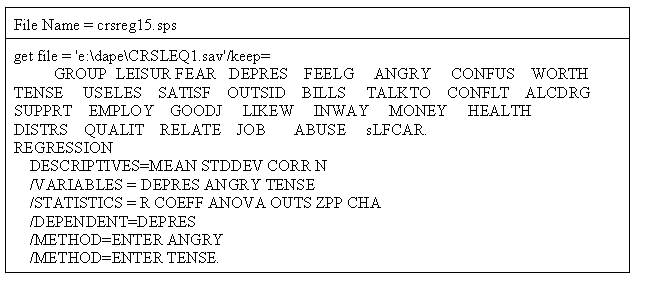 File Name = crsreg15.sps
get file = 'e:\dape\CRSLEQ1.sav'/keep=
GROUP LEISUR FEAR DEPRES FEELG ANGRY CONFUS WORTH
TENSE USELES SATISF OUTSID BILLS TALKTO CONFLT ALCDRG
SUPPRT EMPLOY GOODJ LIKEW INWAY MONEY HEALTH
DISTRS QUALIT RELATE JOB ABUSE sLFCAR.
REGRESSION
DESCRIPTIVES=MEAN STDDEV CORR N
/VARIABLES = DEPRES ANGRY TENSE
/STATISTICS = R COEFF ANOVA OUTS ZPP CHA
/DEPENDENT=DEPRES
/METHOD=ENTER ANGRY
/METHOD=ENTER TENSE.